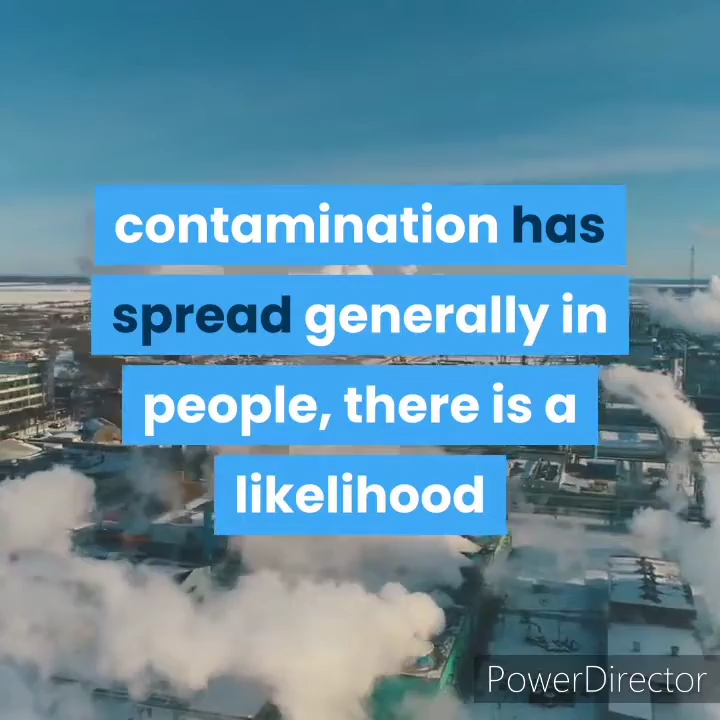 contamination has
spread generally in
people, there is a
likelihood
PowerDirector